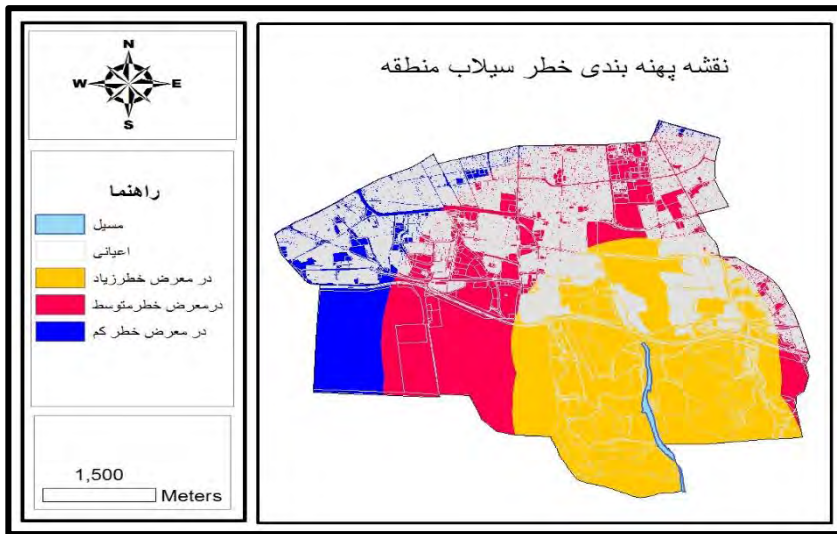 نقشه پهنه بندی خطر سیلاب منطقه
N
W E
S
راهنما
مسیل
اعیانی
در معرض خطرزیاد
درمعرض خطرمتوسط
در معرض خطر کم
1,500
Meters